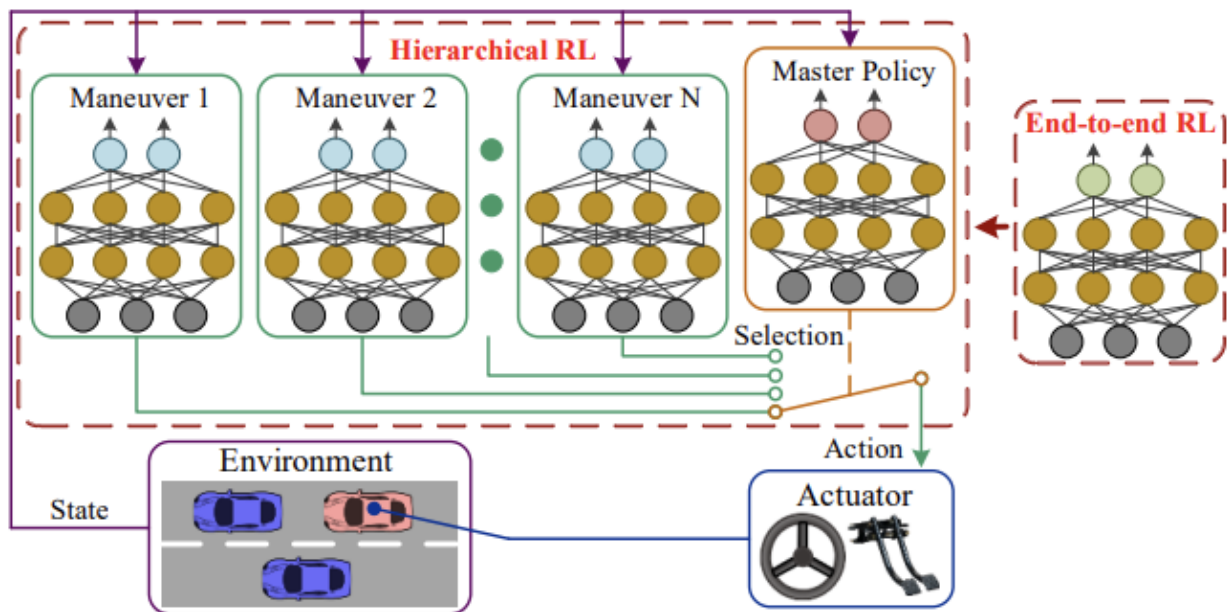 Hierarchical RL
Maneuver 1
Maneuver 2
Maneuver N
Master Policy
End-to-end RL
Selection
Action
Environment
State
Actuator